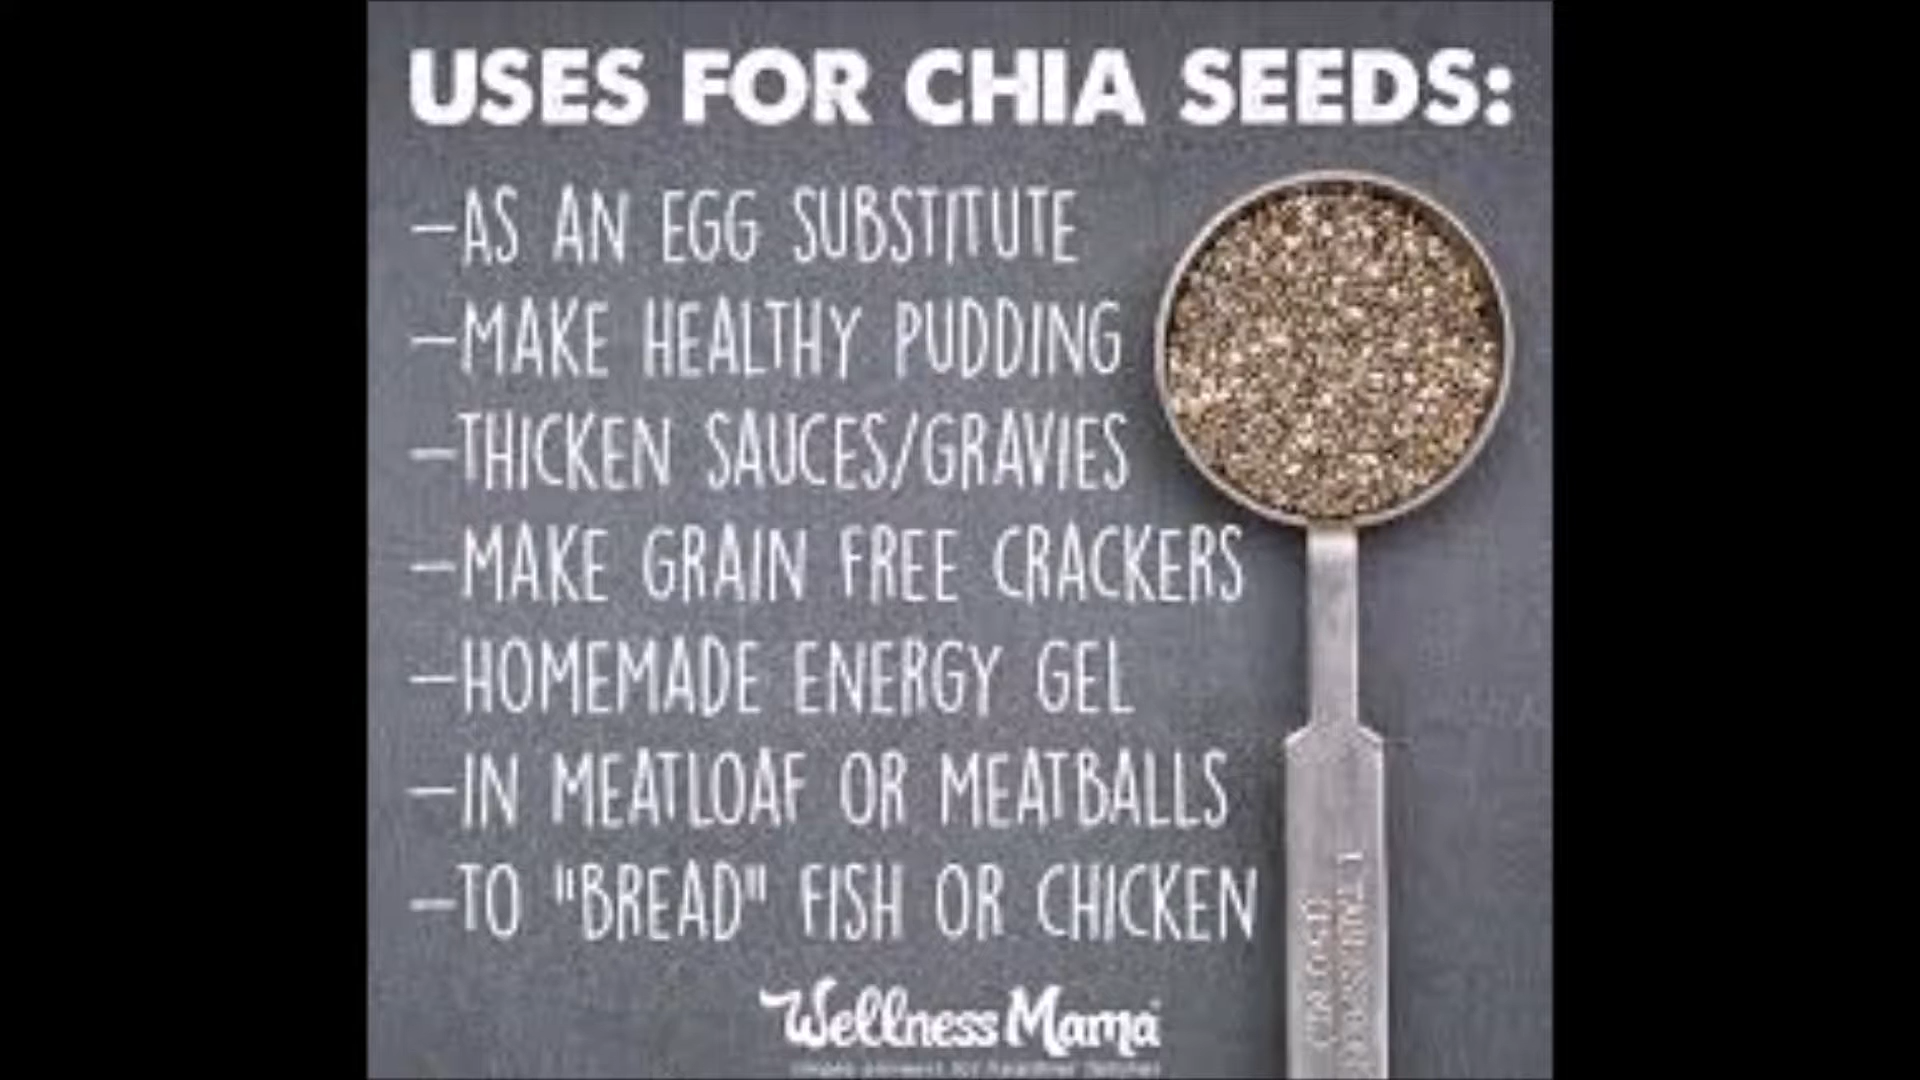 USES FOR CHIA SEEDS:
–AS AN EGG SUBSTITUTE
–MAKE HEALTHY PUDDING
–THICKEN SAUCES/GRAVIES
–MAKE GRAIN FREE CRACKERS
–HOMEMADE ENERGY GEL
–IN MEATLOAF OR MEATBALLS
–TO "BREAD" FISH OR CHICKEN
Wellness Mama